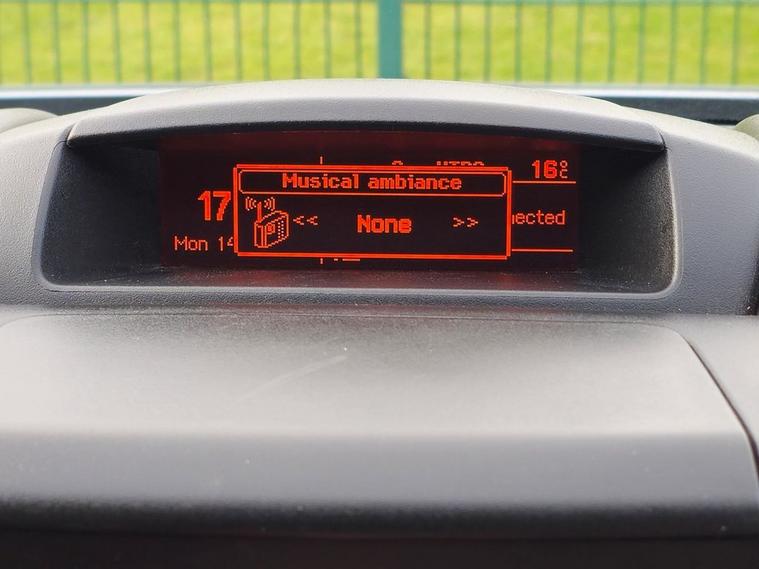 16°C
Musical ambiance
17
<< None >>
Mon 14